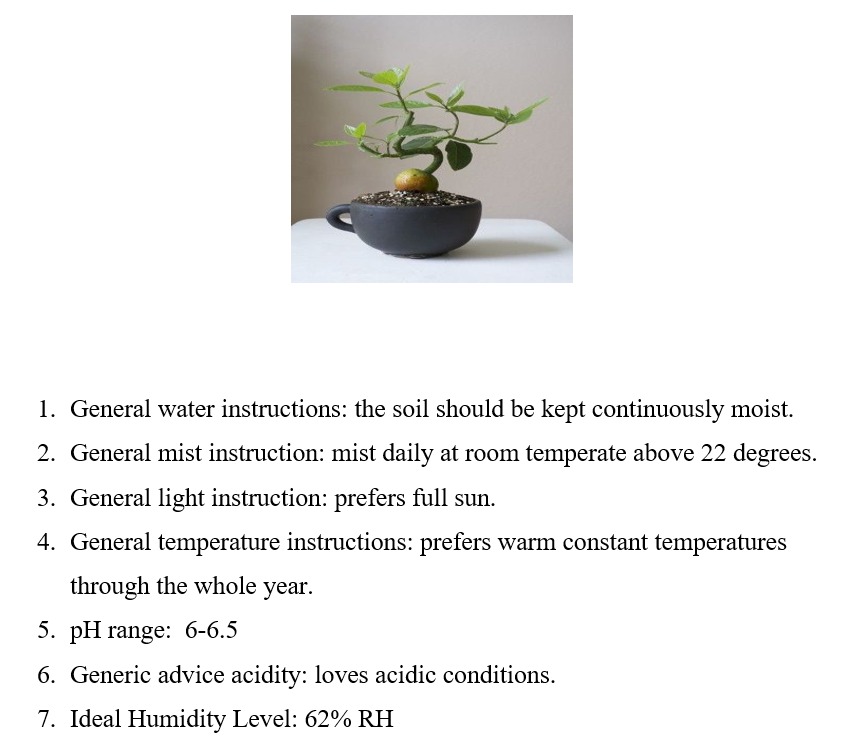 1. General water instructions: the soil should be kept continuously moist.
2. General mist instruction: mist daily at room temperate above 22 degrees.
3. General light instruction: prefers full sun.
4. General temperature instructions: prefers warm constant temperatures
through the whole year.
5. pH range: 6-6.5
6. Generic advice acidity: loves acidic conditions.
7. Ideal Humidity Level: 62% RH